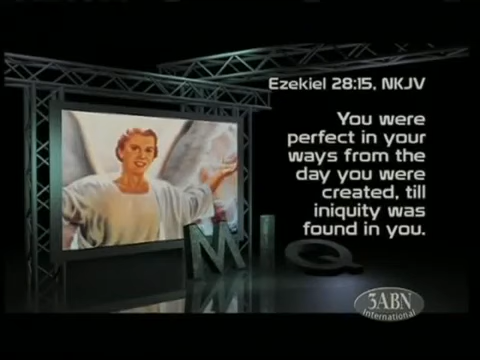 Ezekiel 28:15, NKJV
You were
perfect in your
ways from the
day you were
created, till
iniquity was
found in you.
MIQ
3ABN
International